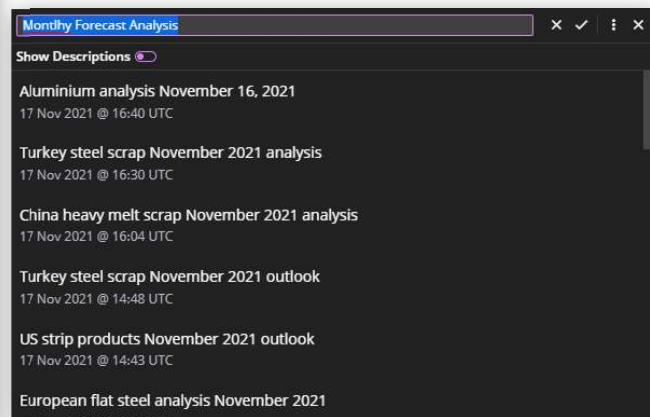 Montlhy Forecast Analysis
Show Descriptions
Aluminium analysis November 16, 2021
17 Nov 2021 @ 16:40 UTC
Turkey steel scrap November 2021 analysis
17 Nov 2021 @ 16:30 UTC
China heavy melt scrap November 2021 analysis
17 Nov 2021 @ 16:04 UTC
Turkey steel scrap November 2021 outlook
17 Nov 2021 @ 14:48 UTC
US strip products November 2021 outlook
17 Nov 2021 @ 14:43 UTC
European flat steel analysis November 2021